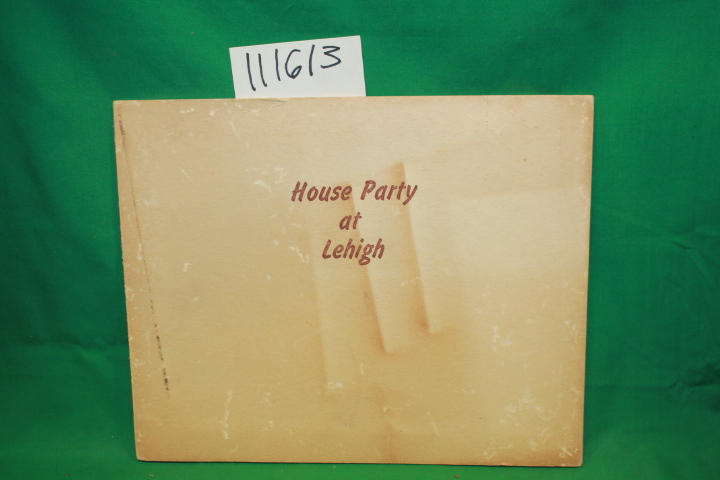 111613
House Party
at
Lehigh